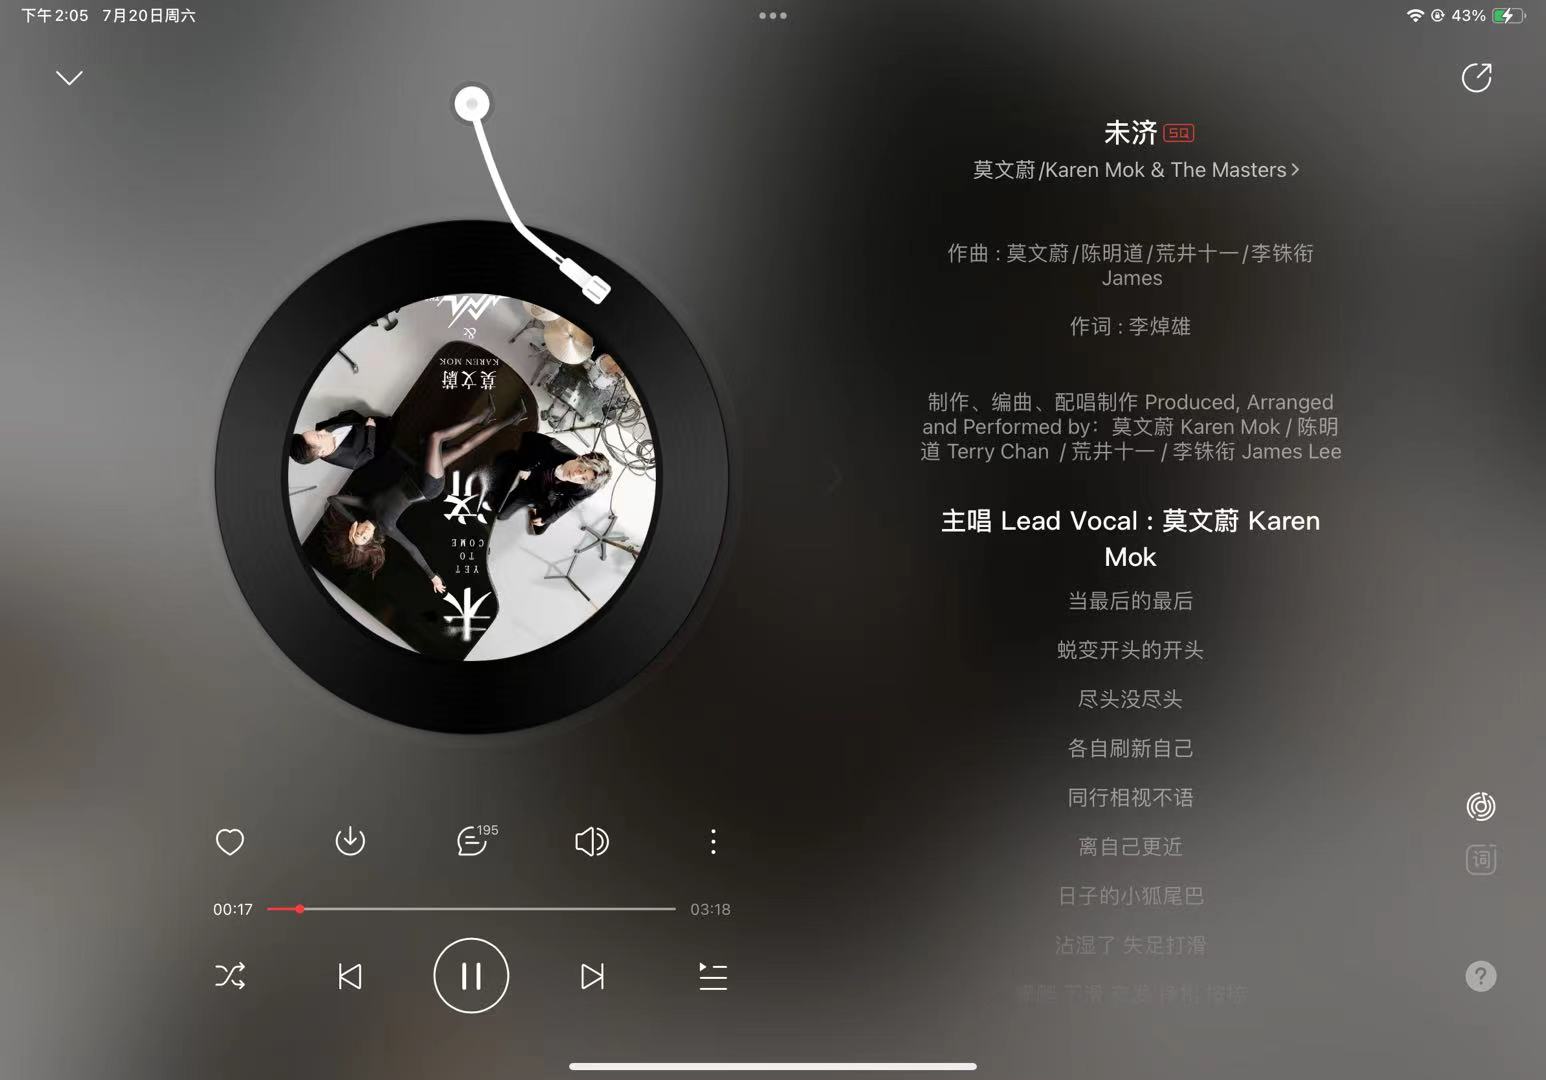 下午2:05 7月20日周六
43%
未济 SQ
莫文蔚/Karen Mok & The Masters
作曲 : 莫文蔚/陈明道/荒井十一/李铢衔
James
作词 : 李焯雄
制作、编曲、配唱制作 Produced, Arranged
and Performed by：莫文蔚 Karen Mok / 陈明
道 Terry Chan / 荒井十一 / 李铢衔 James Lee
主唱 Lead Vocal : 莫文蔚 Karen
Mok
当最后的最后
蜕变开头的开头
尽头没尽头
各自刷新自己
同行相视不语
离自己更近
日子的小狐尾巴
沾湿了 失足打滑
未
YET
TO
COME
济
莫文蔚
KAREN MOK
&
195
词
00:17
03:18
?